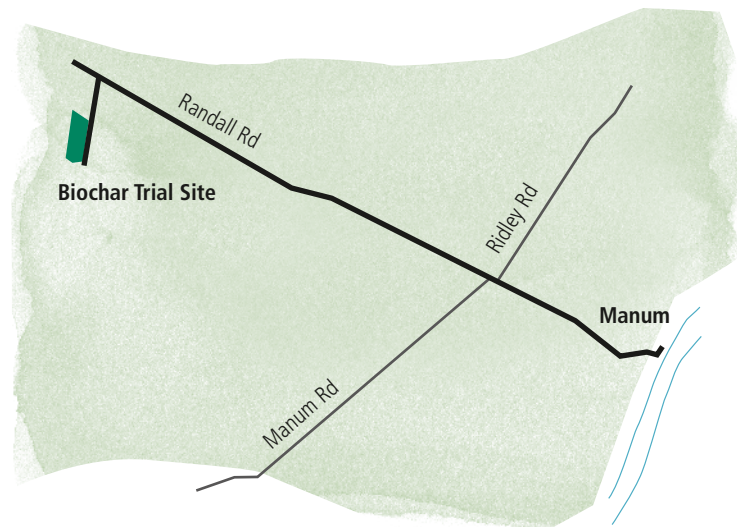 Randall Rd
Biochar Trial Site
Ridley Rd
Manum
Manum Rd